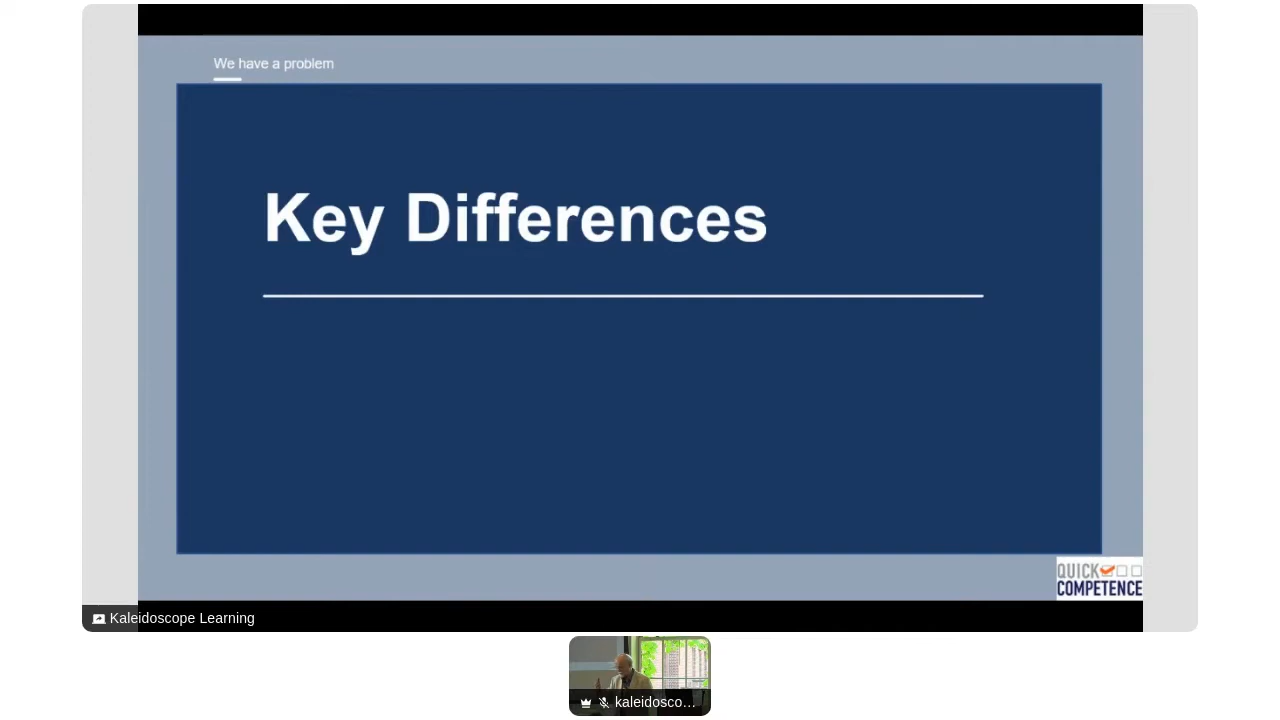 We have a problem
Key Differences
QUICK
COMPETENCE
Kaleidoscope Learning
kaleidosco…